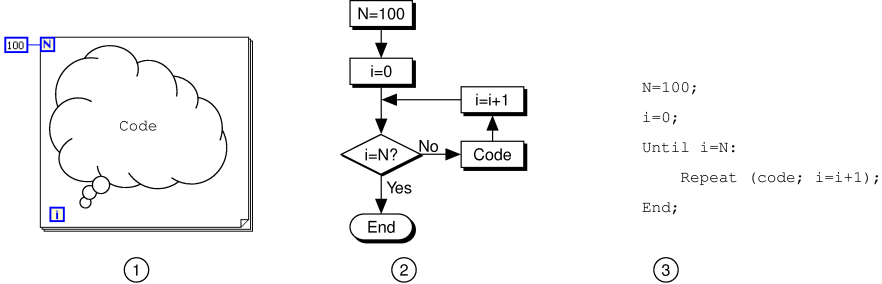 100
N
Code
i
1
N=100
i=0
i=i+1
i=N?
No
Code
Yes
End
2
N=100;
i=0;
Until i=N:
Repeat (code; i=i+1);
End;
3